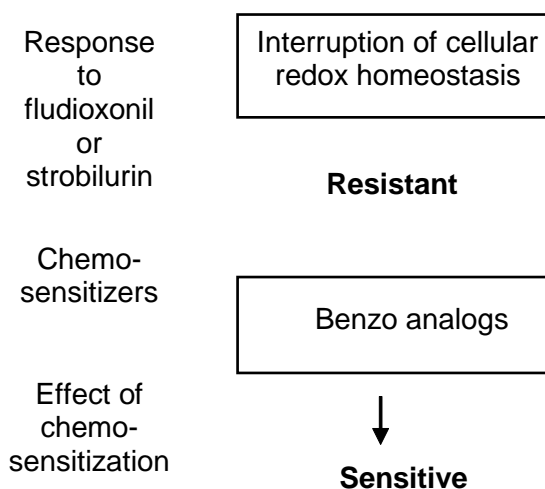 Response
to
fludioxonil
or
strobilurin
Interruption of cellular
redox homeostasis
Resistant
Chemo-
sensitizers
Benzo analogs
Effect of
chemo-
sensitization
Sensitive